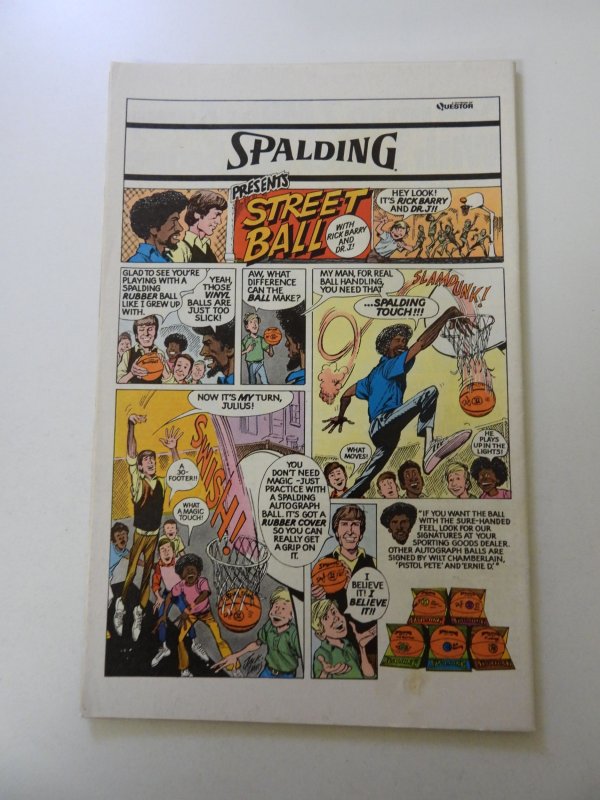 QUESTOR
SPALDING
PRESENTS
STREET
BALL
WITH
RICK BARRY
AND
DR. J!
HEY LOOK!
IT'S RICK BARRY
AND DR. J!!
GLAD TO SEE YOU'RE
PLAYING WITH A
SPALDING
RUBBER BALL
LIKE I GREW UP
WITH.
YEAH,
THOSE
VINYL
BALLS ARE
JUST TOO
SLICK!
AW, WHAT
DIFFERENCE
CAN THE
BALL MAKE?
MY MAN, FOR REAL
BALL HANDLING,
YOU NEED THAT
...SPALDING
TOUCH!!!
SLAM DUNK!
WHAT
MOVES!
HE
PLAYS
UP IN THE
LIGHTS!
NOW IT'S MY TURN,
JULIUS!
A
30-
FOOTER!!
WHAT
A MAGIC
TOUCH!
SWISH!
YOU
DON'T NEED
MAGIC -JUST
PRACTICE WITH
A SPALDING
AUTOGRAPH
BALL. IT'S GOT A
RUBBER COVER
SO YOU CAN
REALLY GET
A GRIP ON
IT.
I
BELIEVE
IT! I
BELIEVE
IT!!
"IF YOU WANT THE BALL
WITH THE SURE-HANDED
FEEL, LOOK FOR OUR
SIGNATURES AT YOUR
SPORTING GOODS DEALER.
OTHER AUTOGRAPH BALLS ARE
SIGNED BY WILT CHAMBERLAIN,
'PISTOL PETE' AND 'ERNIE D.'"